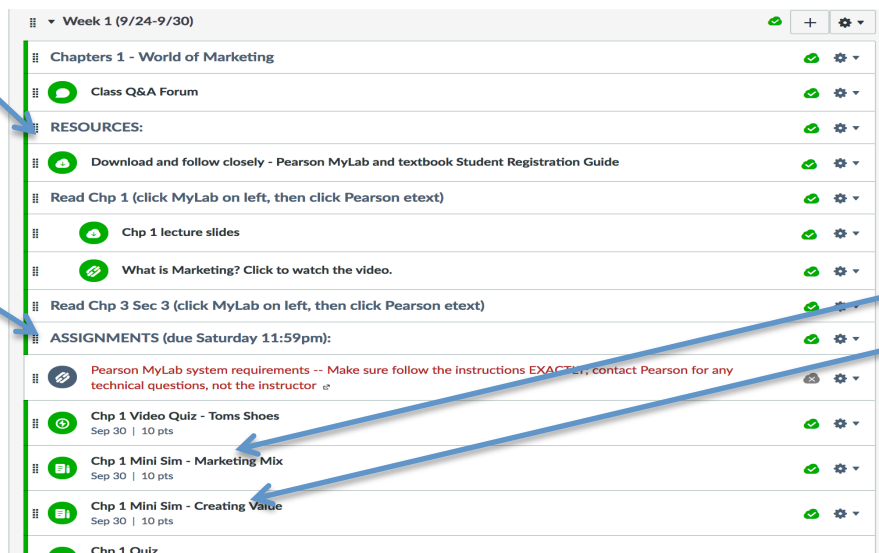 Week 1 (9/24-9/30)
Chapters 1 - World of Marketing
Class Q&A Forum
RESOURCES:
Download and follow closely - Pearson MyLab and textbook Student Registration Guide
Read Chp 1 (click MyLab on left, then click Pearson etext)
Chp 1 lecture slides
What is Marketing? Click to watch the video.
Read Chp 3 Sec 3 (click MyLab on left, then click Pearson etext)
ASSIGNMENTS (due Saturday 11:59pm):
Pearson MyLab system requirements -- Make sure follow the instructions EXACTLY, contact Pearson for any
technical questions, not the instructor
Chp 1 Video Quiz - Toms Shoes
Sep 30 | 10 pts
Chp 1 Mini Sim - Marketing Mix
Sep 30 | 10 pts
Chp 1 Mini Sim - Creating Value
Sep 30 | 10 pts
Chp 1 Quiz